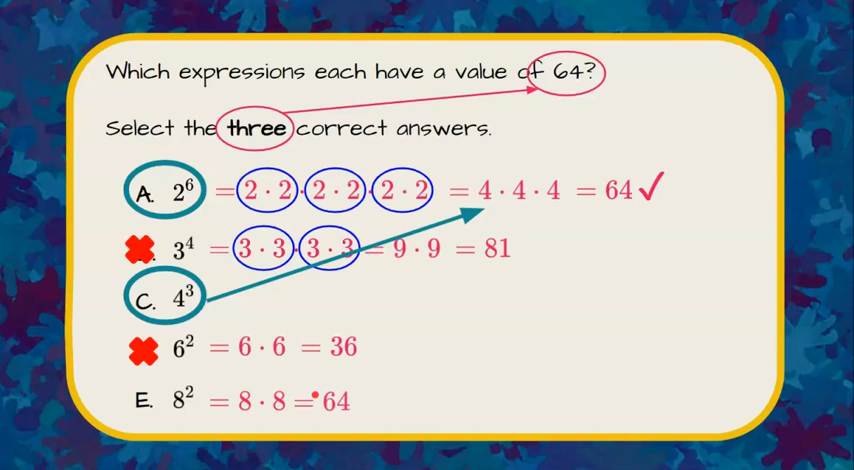 Which expressions each have a value of 64?
Select the three correct answers.
A. 2⁶ = 2 · 2 · 2 · 2 · 2 · 2 = 4 · 4 · 4 = 64 ✓
3⁴ = 3 · 3 · 3 · 3 = 9 · 9 = 81
C. 4³
6² = 6 · 6 = 36
E. 8² = 8 · 8 = 64